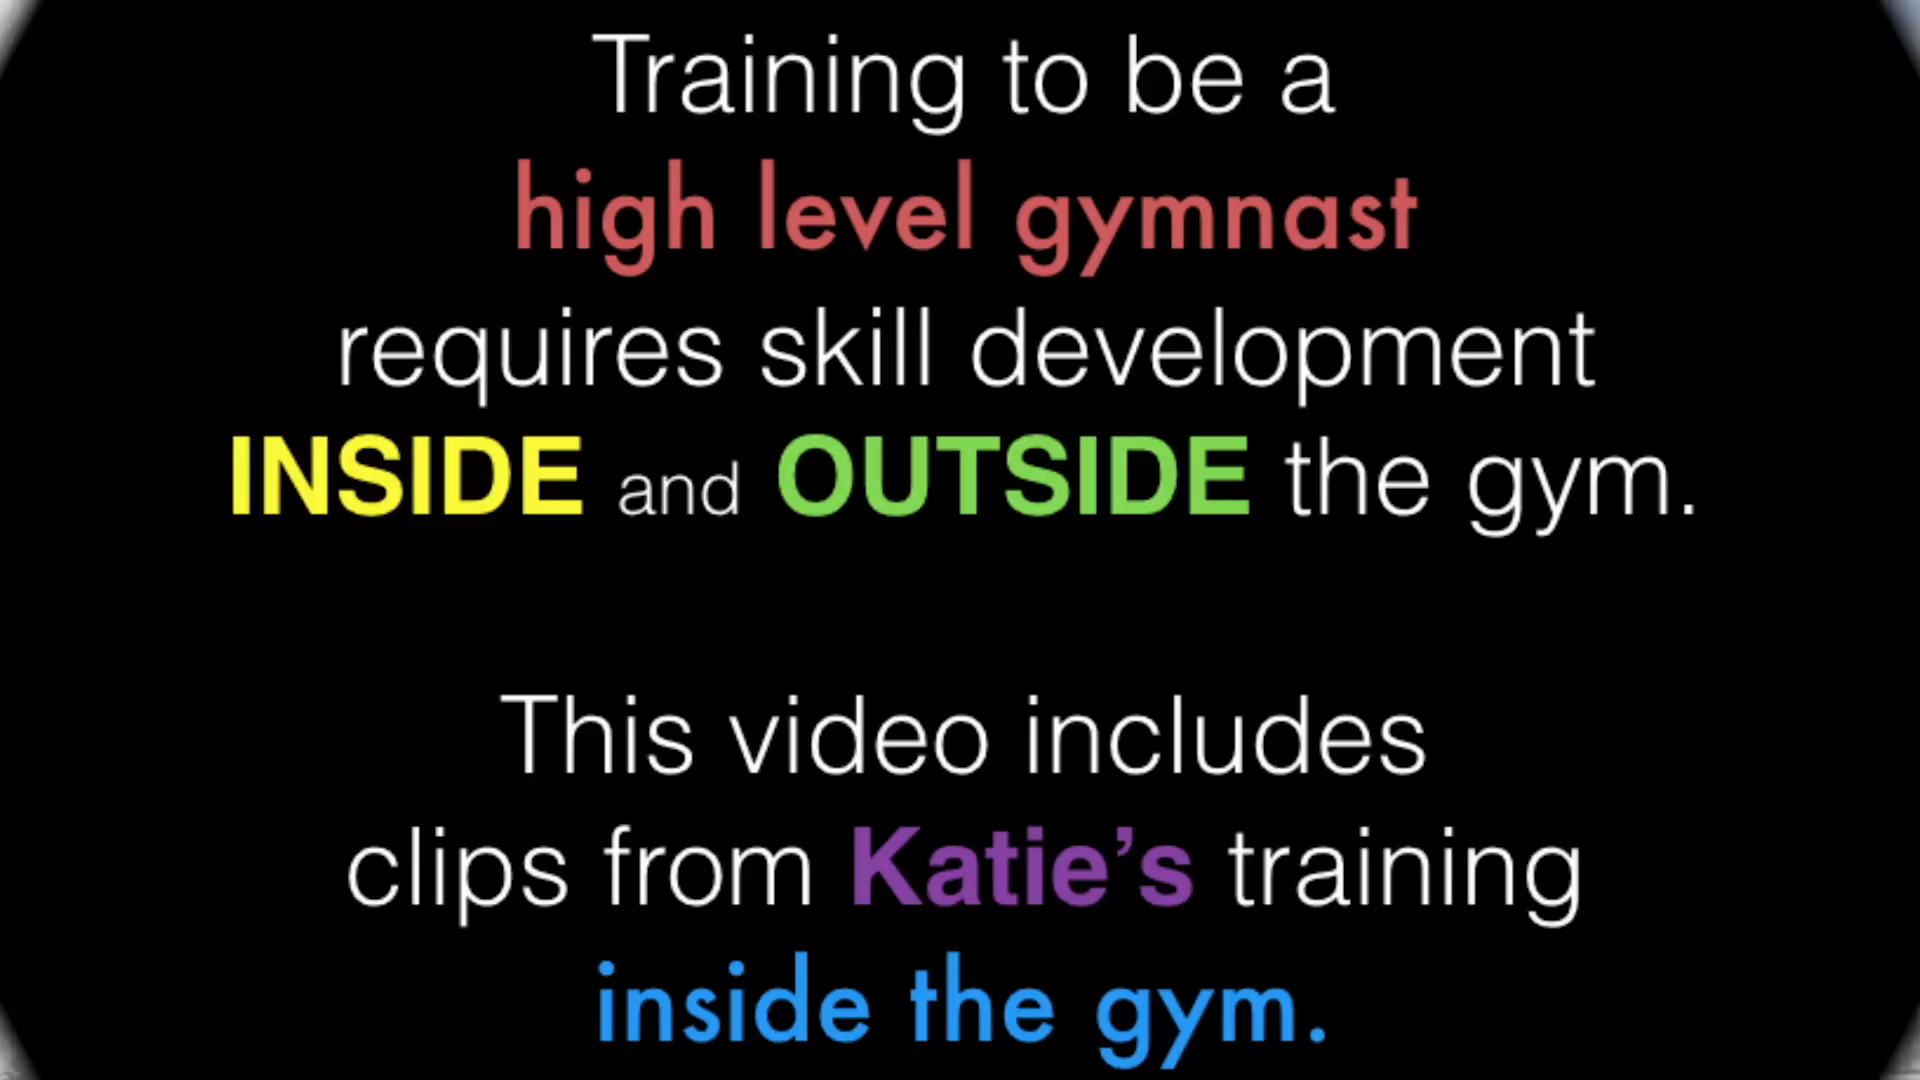 Training to be a
high level gymnast
requires skill development
INSIDE and OUTSIDE the gym.
This video includes
clips from Katie’s training
inside the gym.